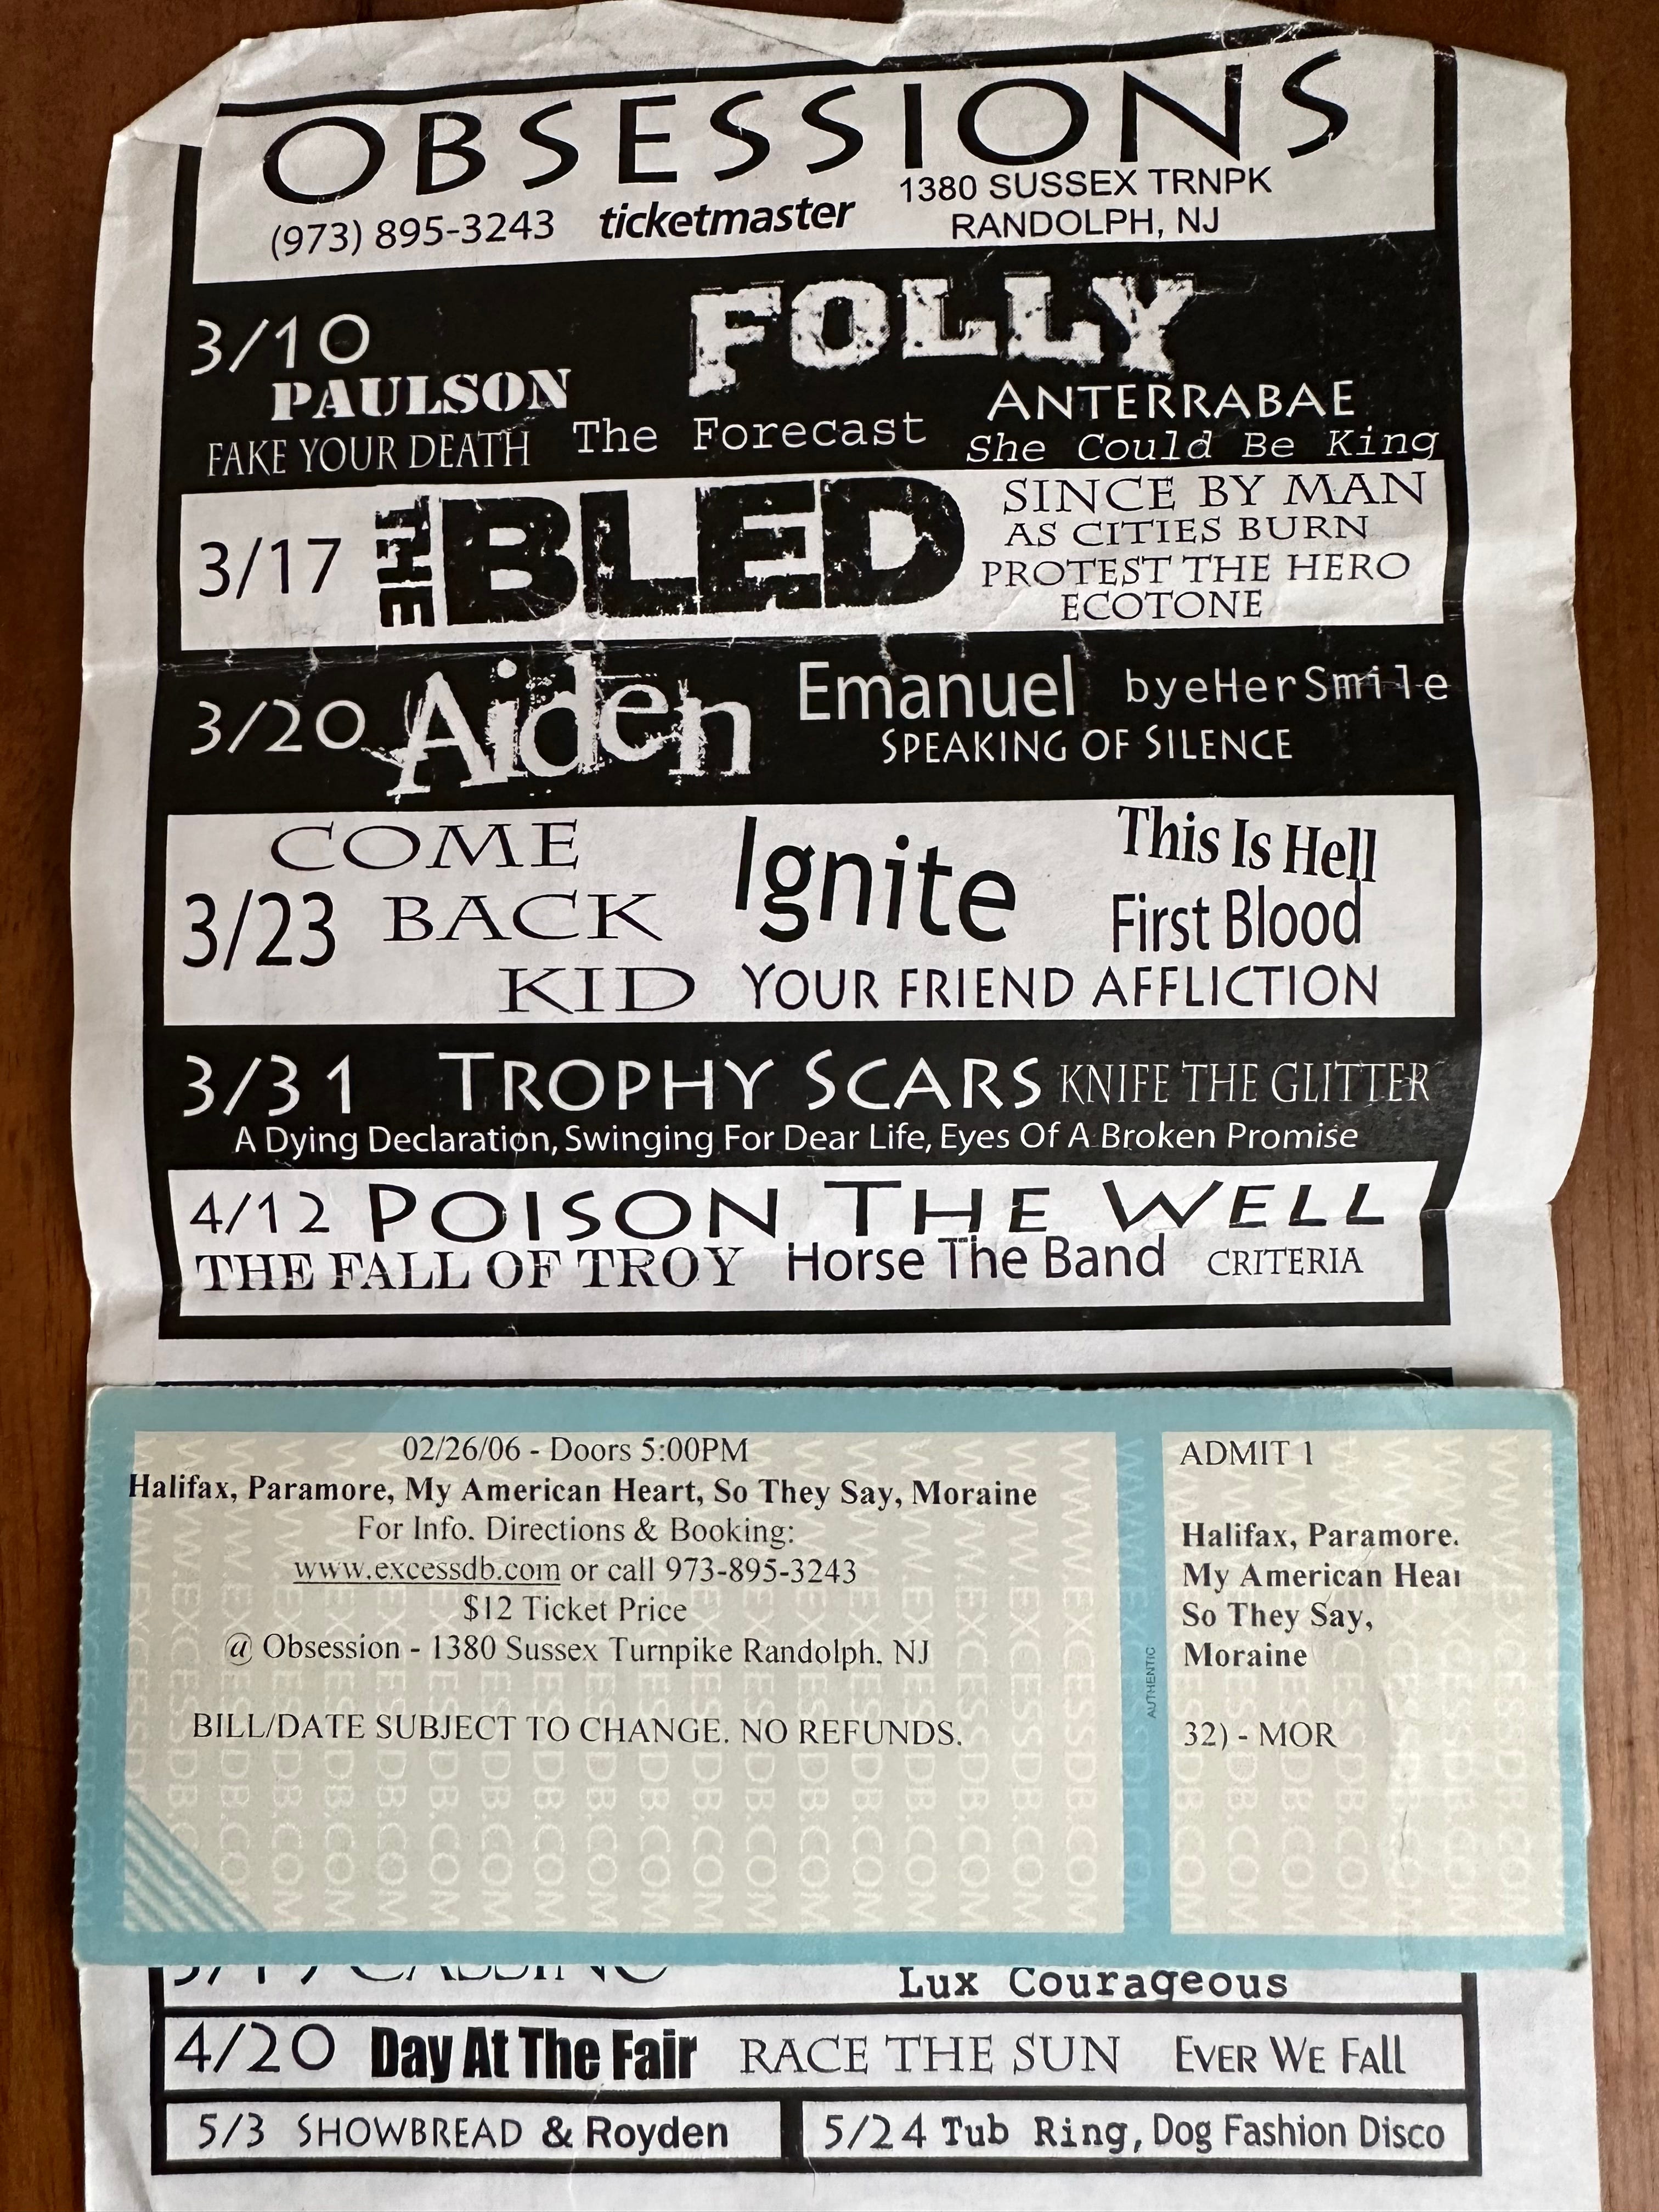 OBSESSIONS
(973) 895-3243 ticketmaster 1380 SUSSEX TRNPK
RANDOLPH, NJ
3/10 FOLLY
PAULSON ANTERRABAE
FAKE YOUR DEATH The Forecast She Could Be King
3/17 THE BLED SINCE BY MAN
AS CITIES BURN
PROTEST THE HERO
ECOTONE
3/20 Aiden Emanuel byeHerSmile
SPEAKING OF SILENCE
COME Ignite This Is Hell
3/23 BACK First Blood
KID YOUR FRIEND AFFLICTION
3/31 TROPHY SCARS KNIFE THE GLITTER
A Dying Declaration, Swinging For Dear Life, Eyes Of A Broken Promise
4/12 POISON THE WELL
THE FALL OF TROY Horse The Band CRITERIA
02/26/06 - Doors 5:00PM
Halifax, Paramore, My American Heart, So They Say, Moraine
For Info. Directions & Booking:
www.excessdb.com or call 973-895-3243
$12 Ticket Price
@ Obsession - 1380 Sussex Turnpike Randolph, NJ
BILL/DATE SUBJECT TO CHANGE. NO REFUNDS.
AUTHENTIC
ADMIT 1
Halifax, Paramore.
My American Hear
So They Say,
Moraine
32) - MOR
WWW.EXCESSDB.COM
Lux Courageous
4/20 Day At The Fair RACE THE SUN EVER WE FAll
5/3 SHOWBREAD & Royden 5/24 Tub Ring, Dog Fashion Disco